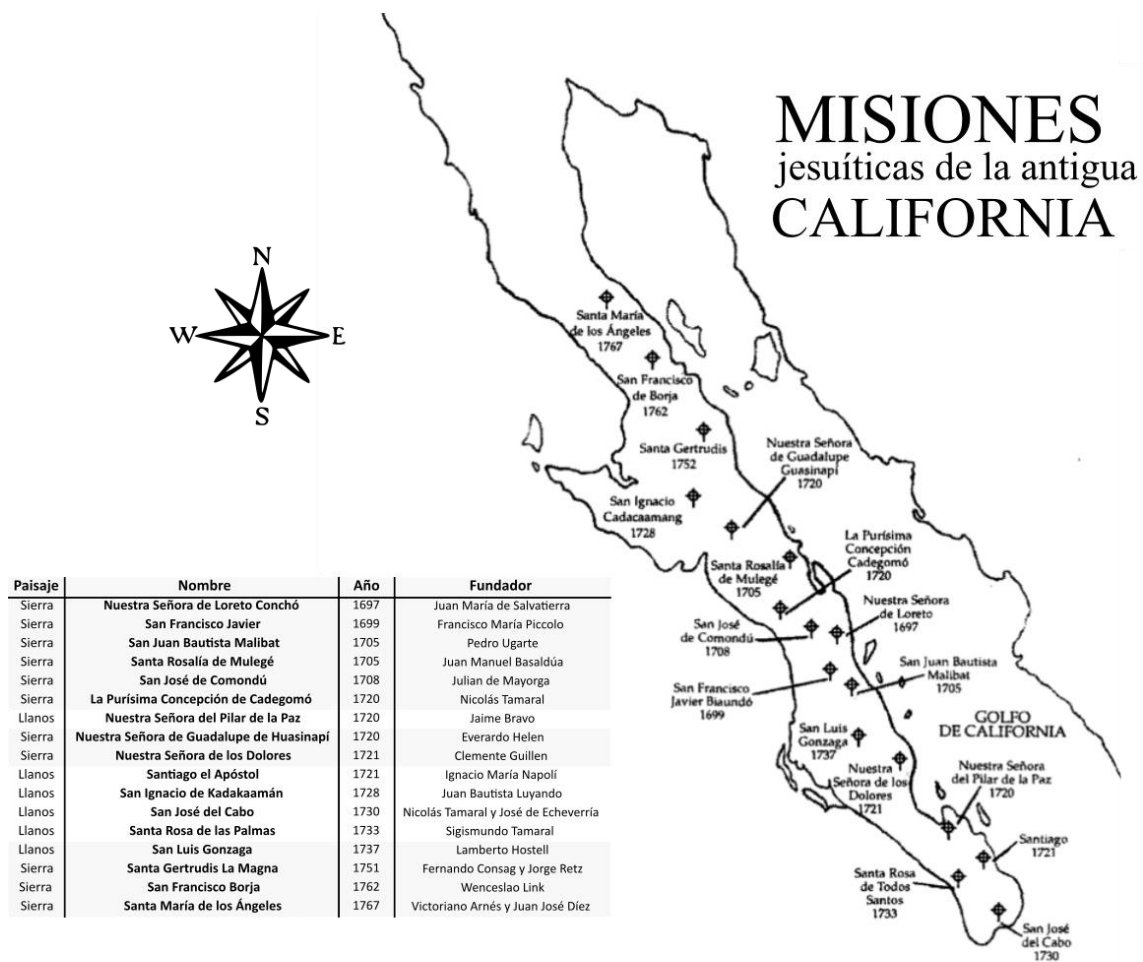 MISIONES
jesuíticas de la antigua
CALIFORNIA
N
W
E
S
Santa María
de los Ángeles
1767
San Francisco
de Borja
1762
Santa Gertrudis
1752
Nuestra Señora
de Guadalupe
Guasinapí
1720
San Ignacio
Cadacaamang
1728
La Purísima
Concepción
Cadegomó
1720
Santa Rosalía
de Mulegé
1705
Nuestra Señora
de Loreto
1697
San José
de Comondú
1708
San Juan Bautista
Malibat
1705
San Francisco
Javier Biaundó
1699
GOLFO
DE CALIFORNIA
San Luis
Gonzaga
1737
Nuestra
Señora de los
Dolores
1721
Nuestra Señora
del Pilar de la Paz
1720
Santiago
1721
Santa Rosa
de Todos
Santos
1733
San José
del Cabo
1730
Paisaje Nombre Año Fundador
Sierra Nuestra Señora de Loreto Conchó 1697 Juan María de Salvatierra
Sierra San Francisco Javier 1699 Francisco María Piccolo
Sierra San Juan Bautista Malibat 1705 Pedro Ugarte
Sierra Santa Rosalía de Mulegé 1705 Juan Manuel Basaldúa
Sierra San José de Comondú 1708 Julian de Mayorga
Sierra La Purísima Concepción de Cadegomó 1720 Nicolás Tamaral
Llanos Nuestra Señora del Pilar de la Paz 1720 Jaime Bravo
Sierra Nuestra Señora de Guadalupe de Huasinapí 1720 Everardo Helen
Sierra Nuestra Señora de los Dolores 1721 Clemente Guillen
Llanos Santiago el Apóstol 1721 Ignacio María Napolí
Llanos San Ignacio de Kadakaamán 1728 Juan Bautista Luyando
Llanos San José del Cabo 1730 Nicolás Tamaral y José de Echeverría
Llanos Santa Rosa de las Palmas 1733 Sigismundo Tamaral
Llanos San Luis Gonzaga 1737 Lamberto Hostell
Sierra Santa Gertrudis La Magna 1751 Fernando Consag y Jorge Retz
Sierra San Francisco Borja 1762 Wenceslao Link
Sierra Santa María de los Ángeles 1767 Victoriano Arnés y Juan José Díez